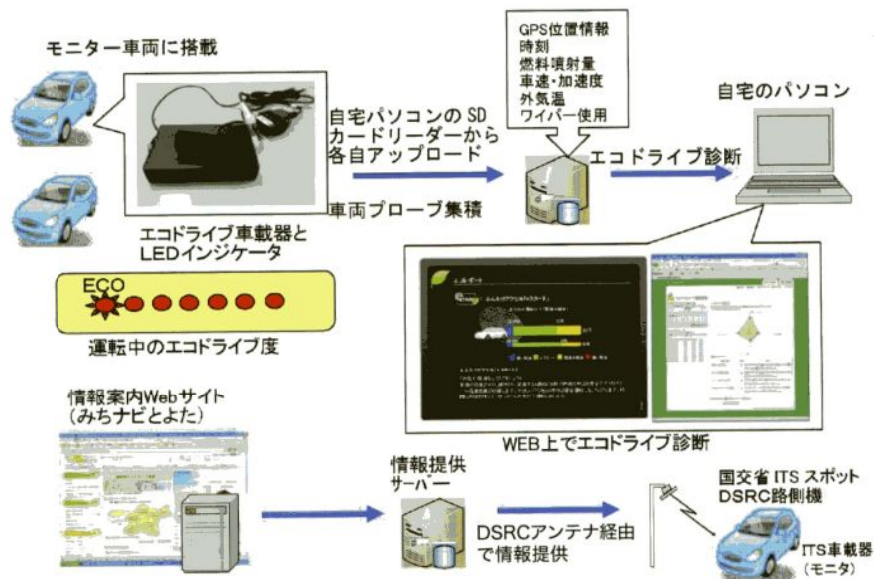 モニター車両に搭載
GPS位置情報
時刻
燃料噴射量
車速・加速度
外気温
ワイパー使用
自宅のパソコン
自宅パソコンのSD
カードリーダーから
各自アップロード
エコドライブ診断
車両プローブ集積
エコドライブ車載器と
LEDインジケータ
ECO
運転中のエコドライブ度
WEB上でエコドライブ診断
情報案内Webサイト
(みちナビとよた)
情報提供
サーバー
DSRCアンテナ経由
で情報提供
国交省 ITS スポット
DSRC路側機
ITS車載器
(モニタ)